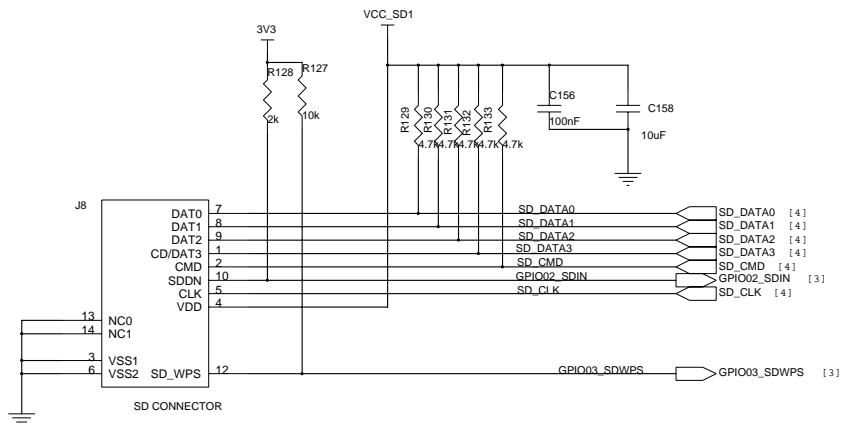 VCC_SD1
3V3
R128
R127
2k
10k
R129
R130
R131
R132
R133
4.7k
4.7k
4.7k
4.7k
4.7k
C156
100nF
C158
10uF
J8
DAT0 7 SD_DATA0 SD_DATA0 [4]
DAT1 8 SD_DATA1 SD_DATA1 [4]
DAT2 9 SD_DATA2 SD_DATA2 [4]
CD/DAT3 1 SD_DATA3 SD_DATA3 [4]
CMD 2 SD_CMD SD_CMD [4]
SDDN 10 GPIO02_SDIN GPIO02_SDIN [3]
CLK 5 SD_CLK SD_CLK [4]
VDD 4
13 NC0
14 NC1
3 VSS1
6 VSS2 SD_WPS 12 GPIO03_SDWPS GPIO03_SDWPS [3]
SD CONNECTOR